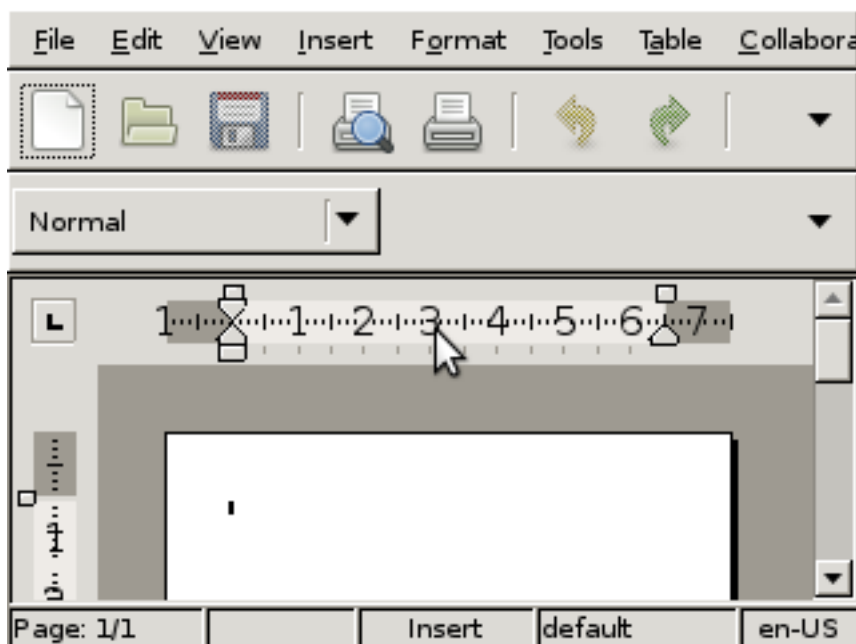 File Edit View Insert Format Tools Table Collabora
Normal
L 1 1 2 3 4 5 6 7
1
Page: 1/1 Insert default en-US